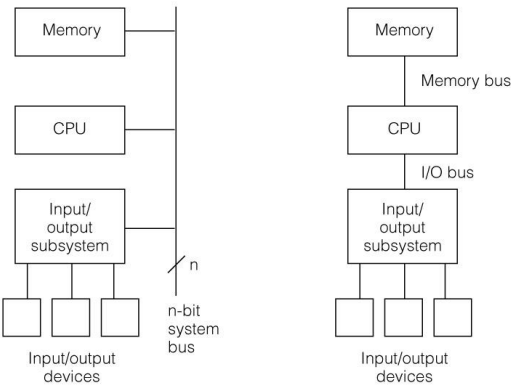 Memory
CPU
Input/
output
subsystem
n
n-bit
system
bus
Input/output
devices
Memory
Memory bus
CPU
I/O bus
Input/
output
subsystem
Input/output
devices